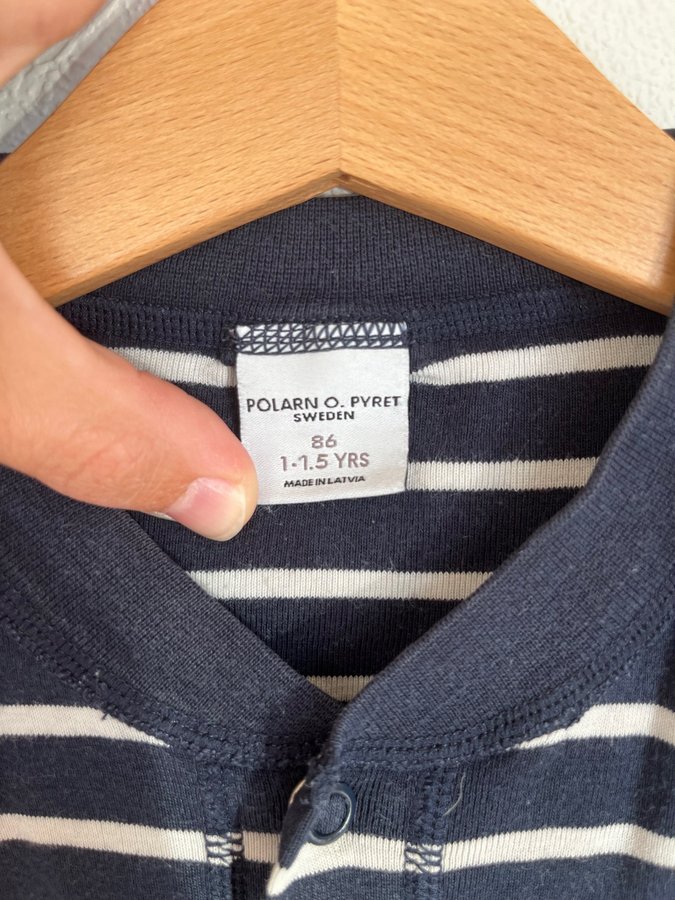 POLARN O. PYRET
SWEDEN
86
1-1.5 YRS
MADE IN LATVIA